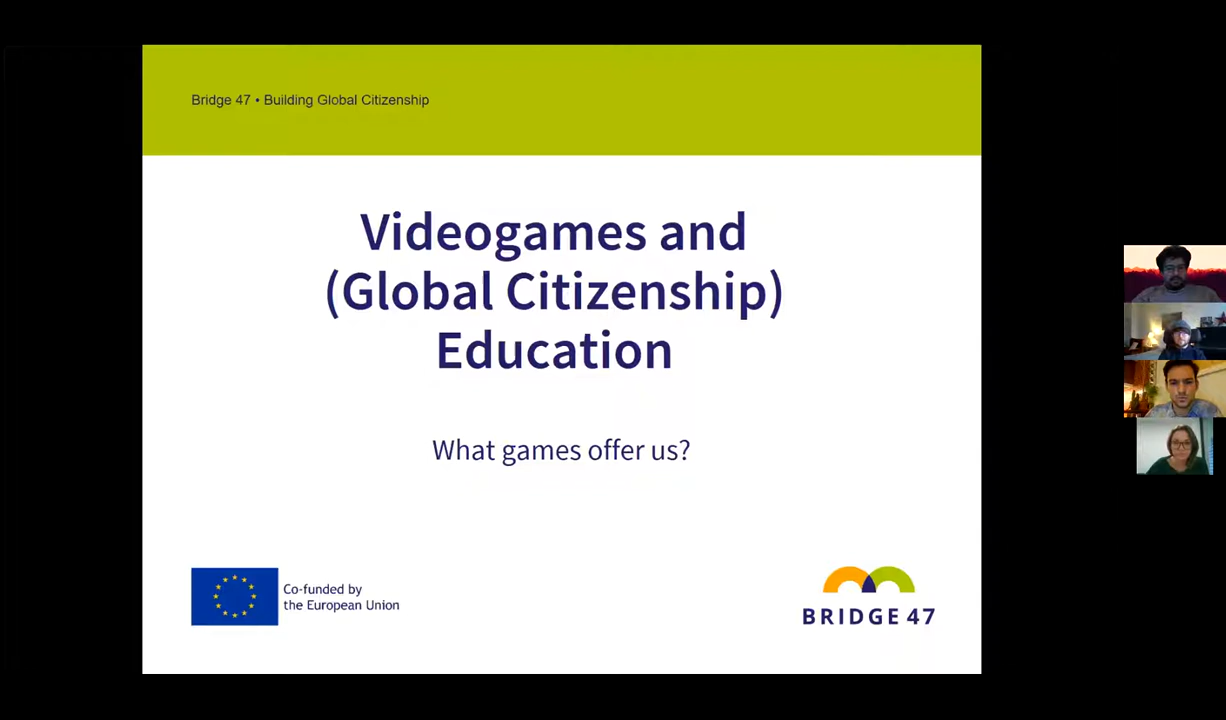 Bridge 47 • Building Global Citizenship
Videogames and
(Global Citizenship)
Education
What games offer us?
Co-funded by
the European Union
BRIDGE 47